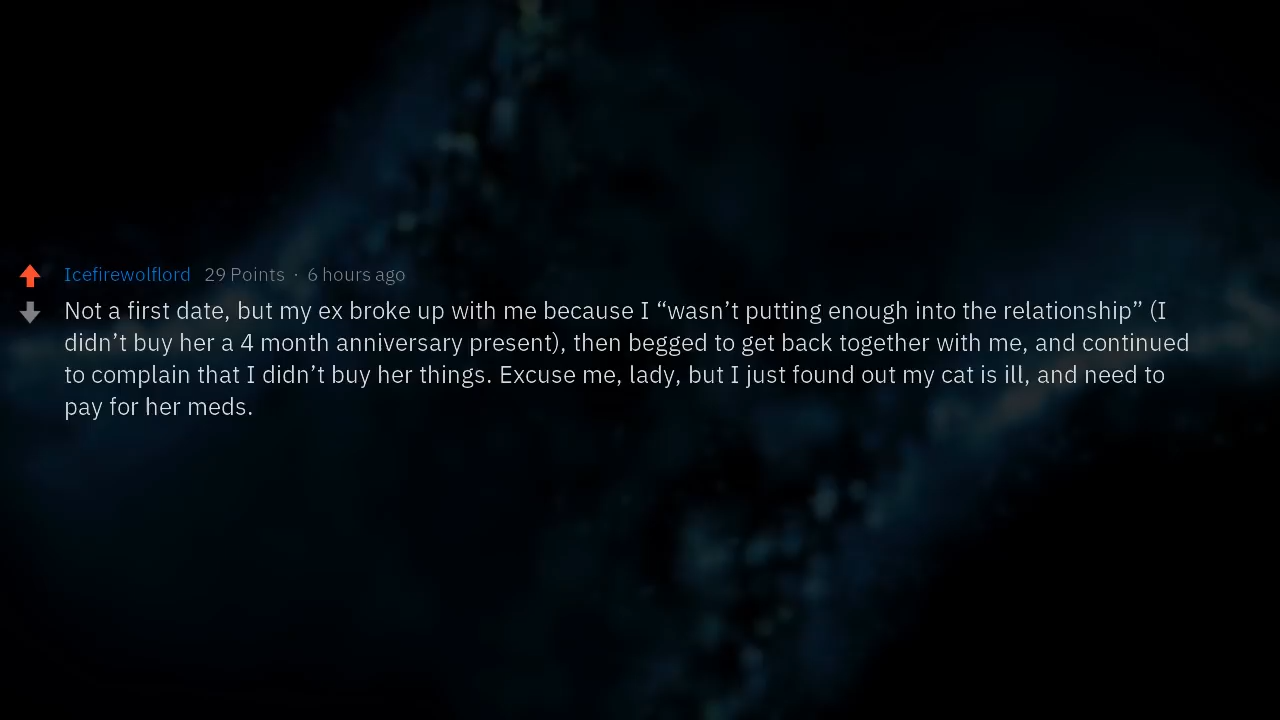 Icefirewolflord 29 Points · 6 hours ago
Not a first date, but my ex broke up with me because I “wasn’t putting enough into the relationship” (I
didn’t buy her a 4 month anniversary present), then begged to get back together with me, and continued
to complain that I didn’t buy her things. Excuse me, lady, but I just found out my cat is ill, and need to
pay for her meds.